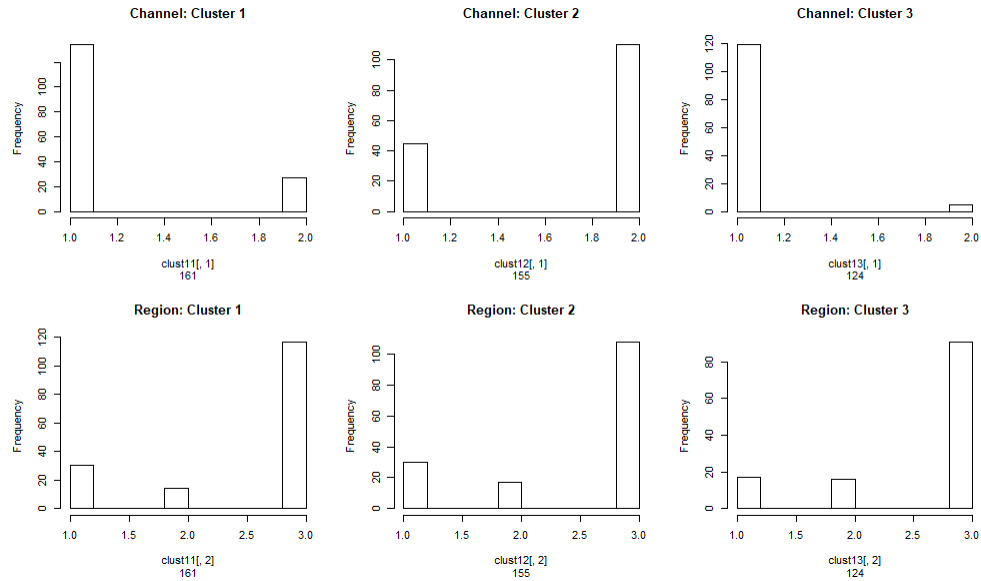 Channel: Cluster 1
Frequency
0 20 40 60 80 100
1.0 1.2 1.4 1.6 1.8 2.0
clust11[, 1]
161
Channel: Cluster 2
Frequency
0 20 40 60 80 100
1.0 1.2 1.4 1.6 1.8 2.0
clust12[, 1]
155
Channel: Cluster 3
Frequency
0 20 40 60 80 100 120
1.0 1.2 1.4 1.6 1.8 2.0
clust13[, 1]
124
Region: Cluster 1
Frequency
0 20 40 60 80 100 120
1.0 1.5 2.0 2.5 3.0
clust11[, 2]
161
Region: Cluster 2
Frequency
0 20 40 60 80 100
1.0 1.5 2.0 2.5 3.0
clust12[, 2]
155
Region: Cluster 3
Frequency
0 20 40 60 80
1.0 1.5 2.0 2.5 3.0
clust13[, 2]
124